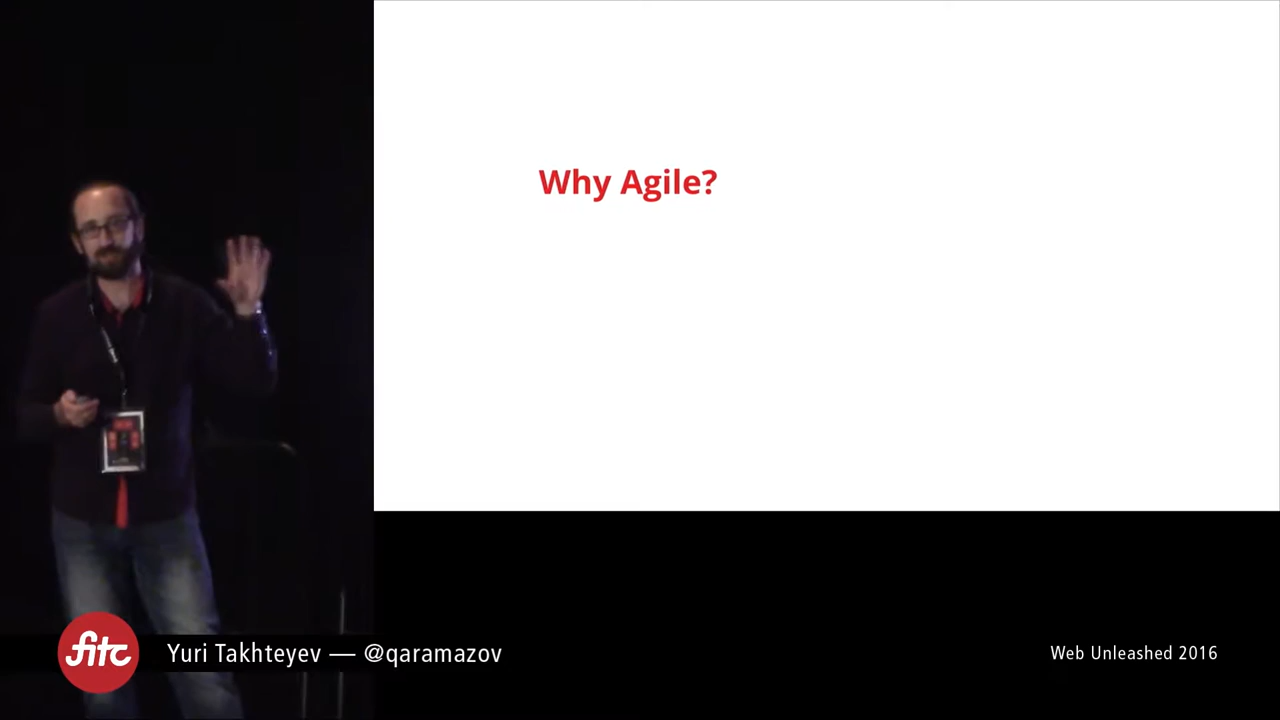 Why Agile?
fitc
Yuri Takhteyev — @qaramazov
Web Unleashed 2016